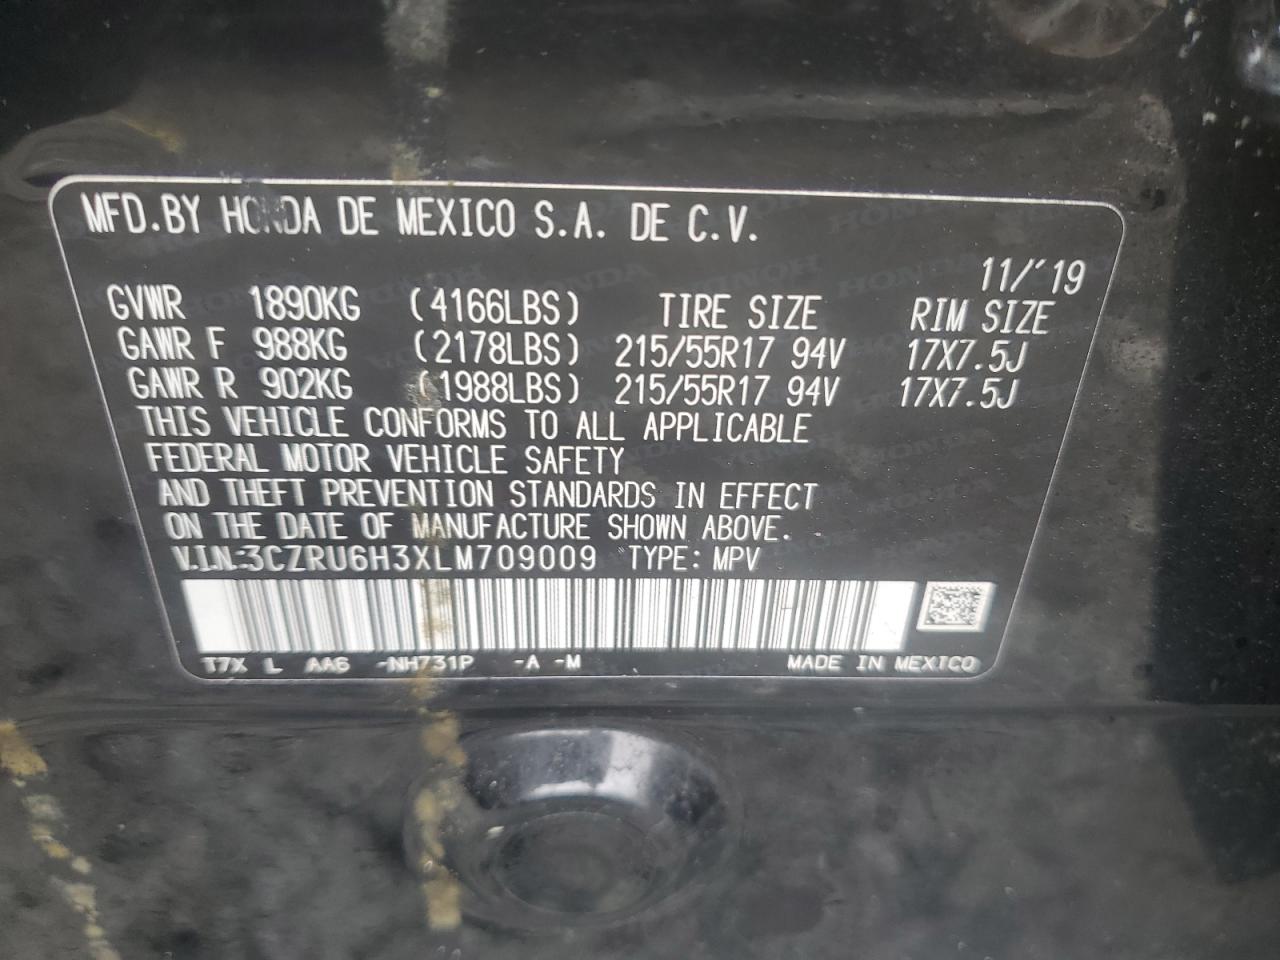 MFD.BY HONDA DE MEXICO S.A. DE C.V.
11/'19
GVWR 1890KG (4166LBS) TIRE SIZE RIM SIZE
GAWR F 988KG (2178LBS) 215/55R17 94V 17X7.5J
GAWR R 902KG (1988LBS) 215/55R17 94V 17X7.5J
THIS VEHICLE CONFORMS TO ALL APPLICABLE
FEDERAL MOTOR VEHICLE SAFETY
AND THEFT PREVENTION STANDARDS IN EFFECT
ON THE DATE OF MANUFACTURE SHOWN ABOVE.
V.I.N:3CZRU6H3XLM709009 TYPE: MPV
T7X L AA6 -NH731P -A -M MADE IN MEXICO